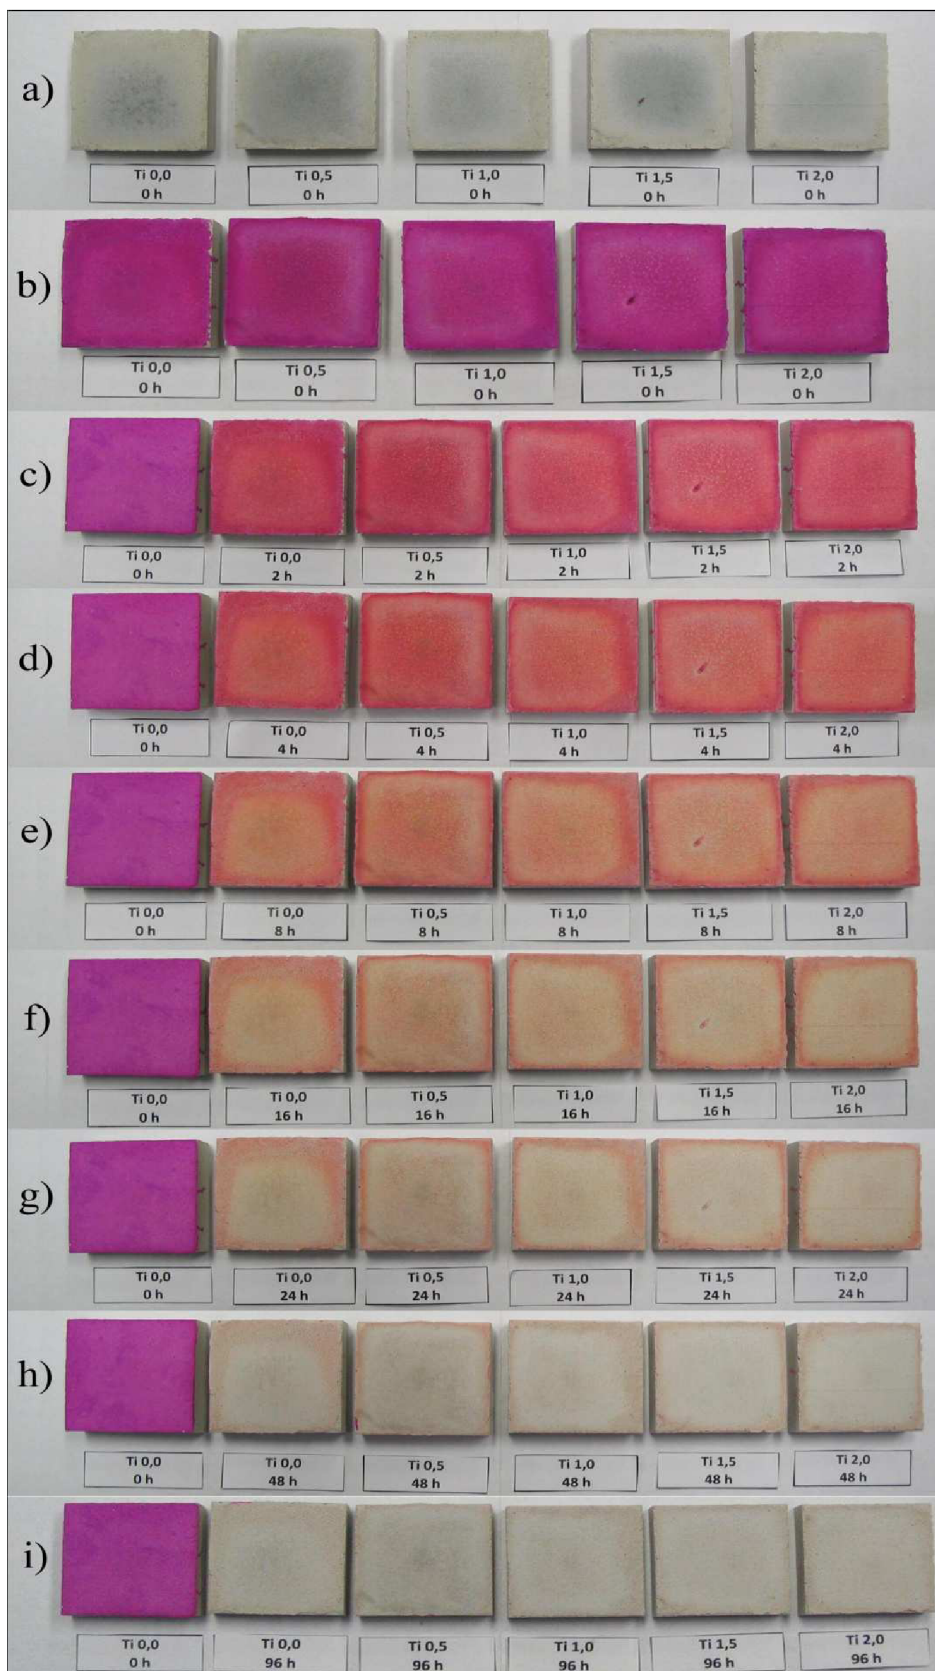 a)
Ti 0,0
0 h
Ti 0,5
0 h
Ti 1,0
0 h
Ti 1,5
0 h
Ti 2,0
0 h
b)
Ti 0,0
0 h
Ti 0,5
0 h
Ti 1,0
0 h
Ti 1,5
0 h
Ti 2,0
0 h
c)
Ti 0,0
0 h
Ti 0,0
2 h
Ti 0,5
2 h
Ti 1,0
2 h
Ti 1,5
2 h
Ti 2,0
2 h
d)
Ti 0,0
0 h
Ti 0,0
4 h
Ti 0,5
4 h
Ti 1,0
4 h
Ti 1,5
4 h
Ti 2,0
4 h
e)
Ti 0,0
0 h
Ti 0,0
8 h
Ti 0,5
8 h
Ti 1,0
8 h
Ti 1,5
8 h
Ti 2,0
8 h
f)
Ti 0,0
0 h
Ti 0,0
16 h
Ti 0,5
16 h
Ti 1,0
16 h
Ti 1,5
16 h
Ti 2,0
16 h
g)
Ti 0,0
0 h
Ti 0,0
24 h
Ti 0,5
24 h
Ti 1,0
24 h
Ti 1,5
24 h
Ti 2,0
24 h
h)
Ti 0,0
0 h
Ti 0,0
48 h
Ti 0,5
48 h
Ti 1,0
48 h
Ti 1,5
48 h
Ti 2,0
48 h
i)
Ti 0,0
0 h
Ti 0,0
96 h
Ti 0,5
96 h
Ti 1,0
96 h
Ti 1,5
96 h
Ti 2,0
96 h